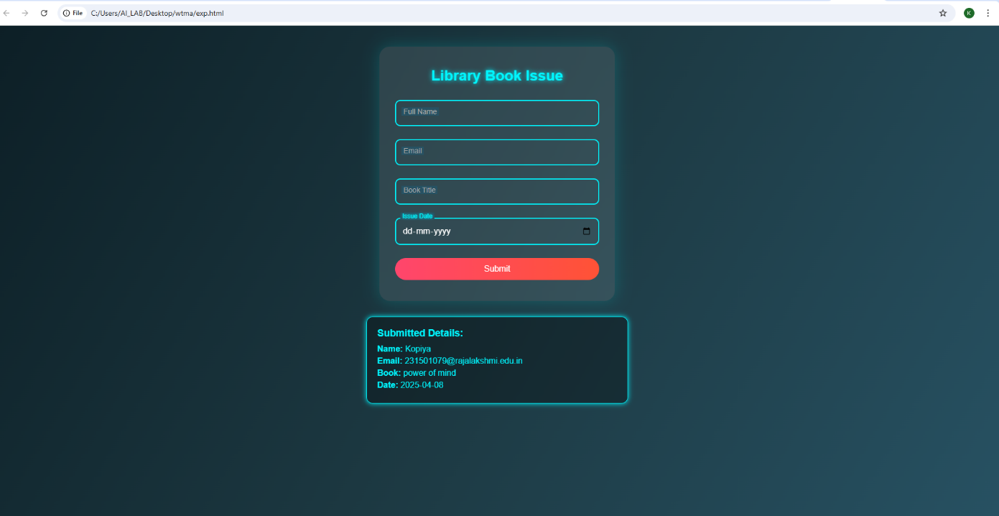 File C:/Users/AI_LAB/Desktop/wtma/exp.html K
Library Book Issue
Full Name
Email
Book Title
Issue Date
dd-mm-yyyy
Submit
Submitted Details:
Name: Kopiya
Email: 231501079@rajalakshmi.edu.in
Book: power of mind
Date: 2025-04-08